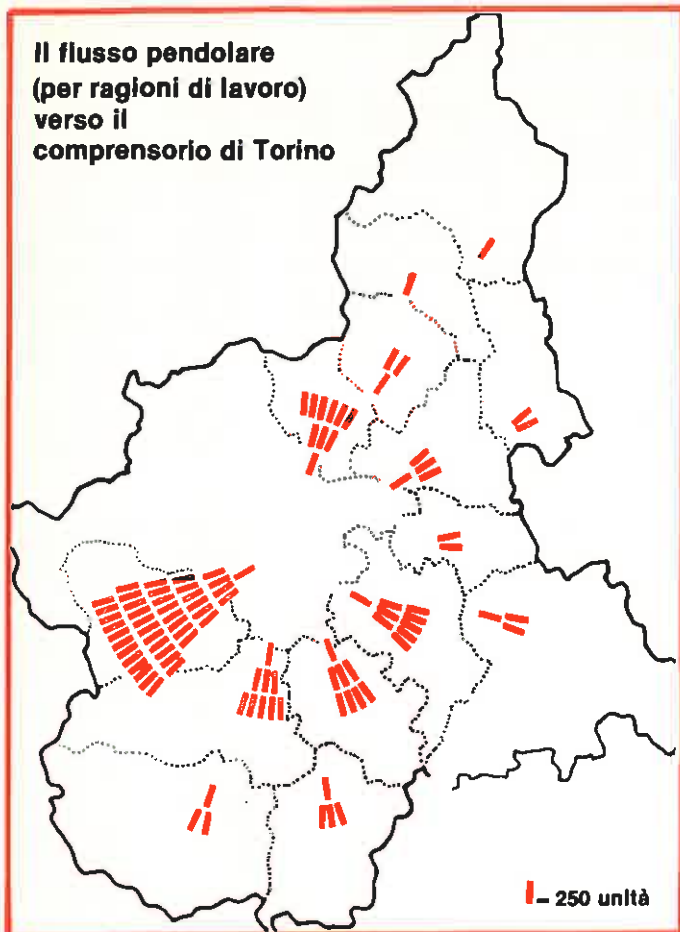 Il flusso pendolare
(per ragioni di lavoro)
verso il
comprensorio di Torino
= 250 unità